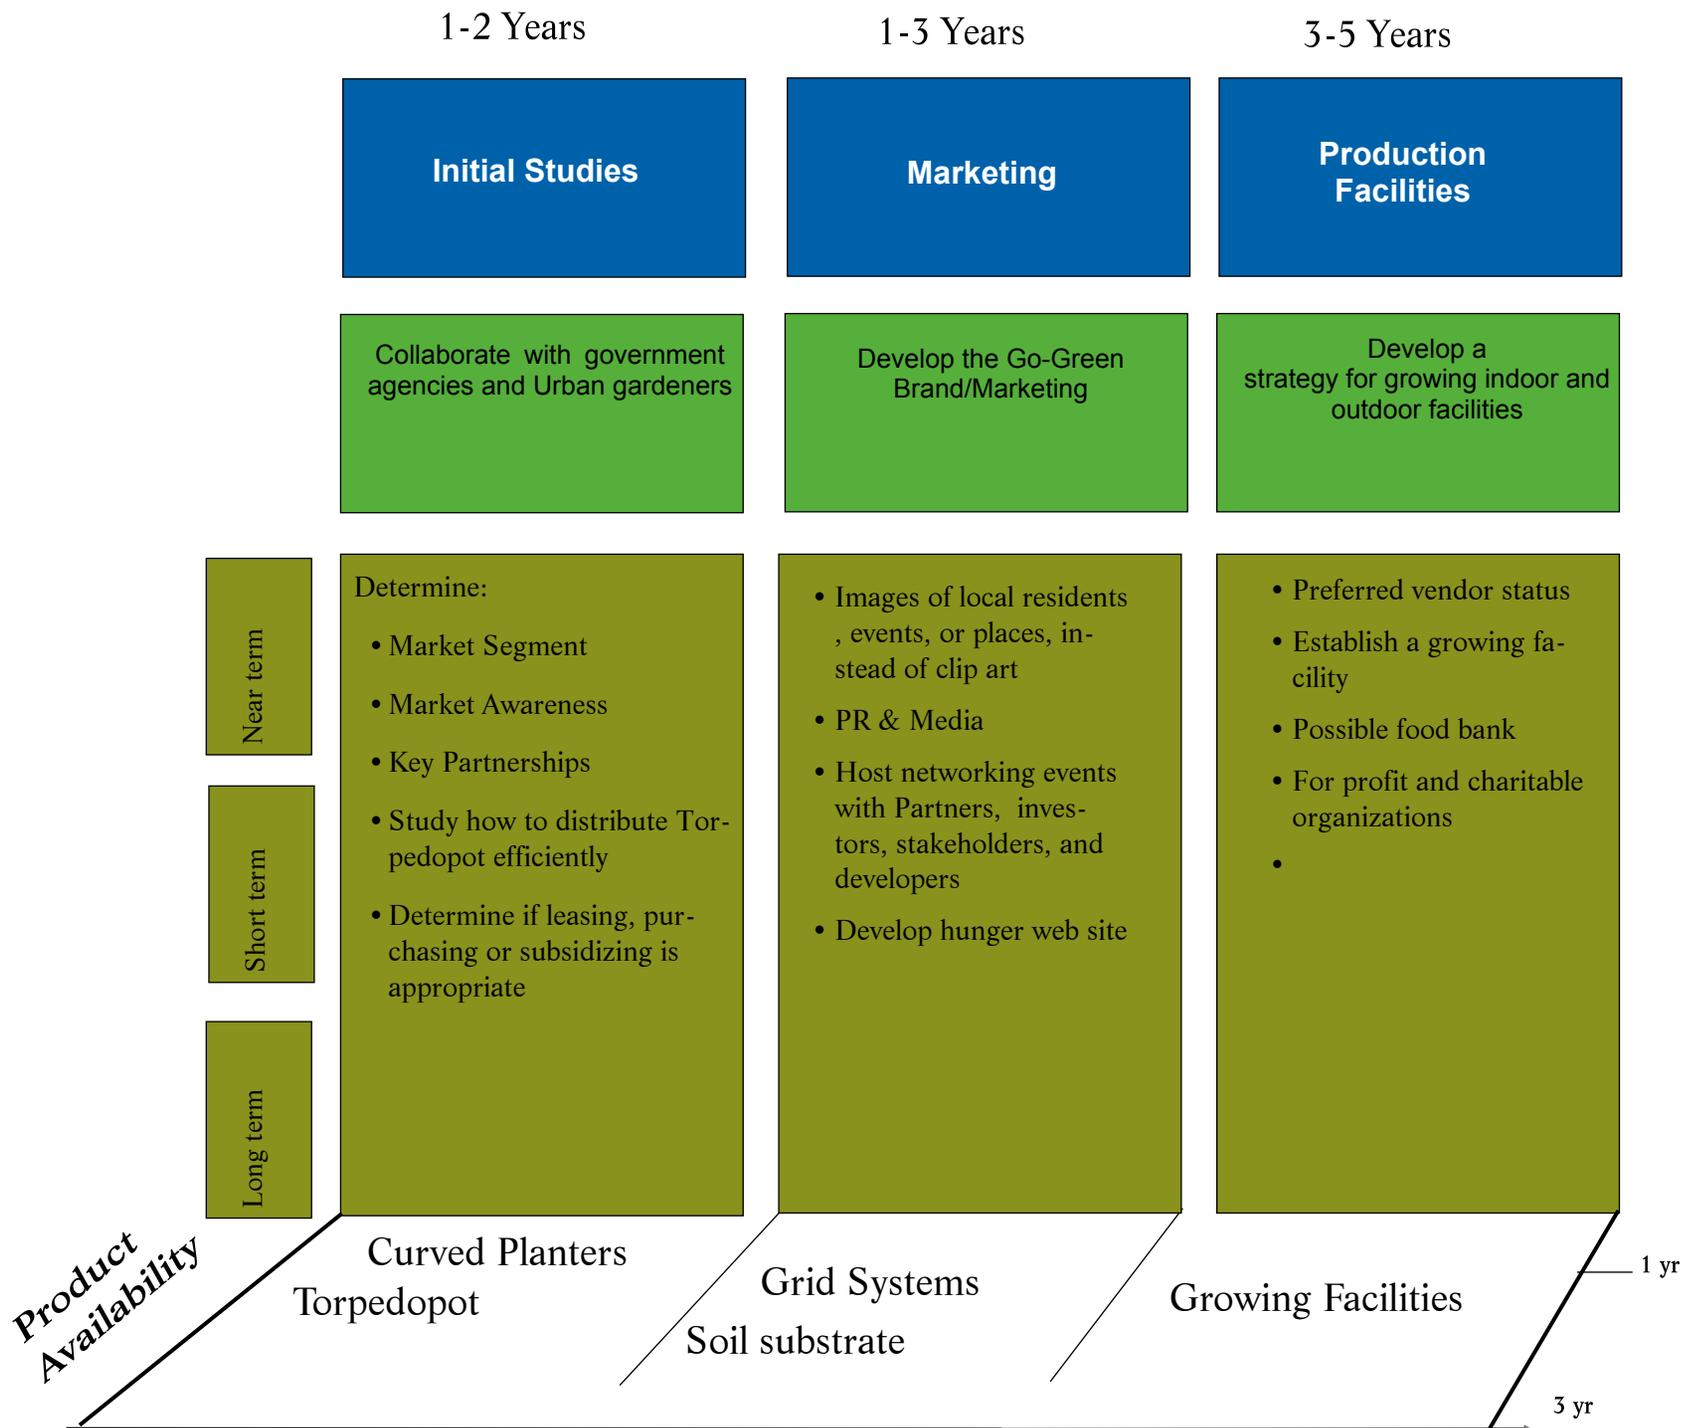 1-2 Years
1-3 Years
3-5 Years
Initial Studies
Marketing
Production
Facilities
Collaborate with government
agencies and Urban gardeners
Develop the Go-Green
Brand/Marketing
Develop a
strategy for growing indoor and
outdoor facilities
Near term
Short term
Long term
Determine:
• Market Segment
• Market Awareness
• Key Partnerships
• Study how to distribute Tor-
pedopot efficiently
• Determine if leasing, pur-
chasing or subsidizing is
appropriate
• Images of local residents
, events, or places, in-
stead of clip art
• PR & Media
• Host networking events
with Partners, inves-
tors, stakeholders, and
developers
• Develop hunger web site
• Preferred vendor status
• Establish a growing fa-
cility
• Possible food bank
• For profit and charitable
organizations
•
Product
Availability
Curved Planters
Torpedopot
Grid Systems
Soil substrate
Growing Facilities
1 yr
3 yr